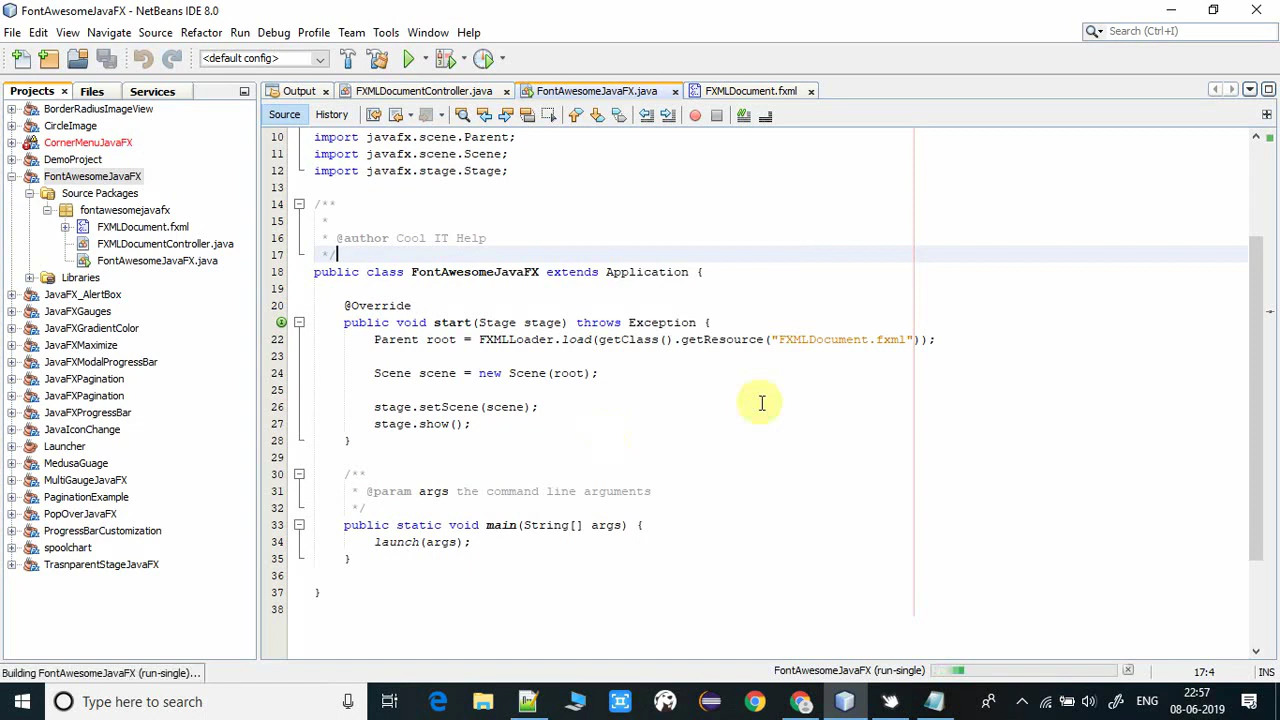 FontAwesomeJavaFX - NetBeans IDE 8.0
File Edit View Navigate Source Refactor Run Debug Profile Team Tools Window Help
Search (Ctrl+I)
<default config>
Projects Files Services
Output FXMLDocumentController.java FontAwesomeJavaFX.java FXMLDocument.fxml
Source History
BorderRadiusImageView
CircleImage
CornerMenuJavaFX
DemoProject
FontAwesomeJavaFX
Source Packages
fontawesomejavafx
FXMLDocument.fxml
FXMLDocumentController.java
FontAwesomeJavaFX.java
Libraries
JavaFX_AlertBox
JavaFXGauges
JavaFXGradientColor
JavaFXMaximize
JavaFXModalProgressBar
JavaFXPagination
JavaFXPagination
JavaFXProgressBar
JavaIconChange
Launcher
MedusaGuage
MultiGaugeJavaFX
PaginationExample
PopOverJavaFX
ProgressBarCustomization
spoolchart
TrasnparentStageJavaFX
10 import javafx.scene.Parent;
11 import javafx.scene.Scene;
12 import javafx.stage.Stage;
13
14 /**
15 *
16 * @author Cool IT Help
17 */
18 public class FontAwesomeJavaFX extends Application {
19
20 @Override
public void start(Stage stage) throws Exception {
22 Parent root = FXMLLoader.load(getClass().getResource("FXMLDocument.fxml"));
23
24 Scene scene = new Scene(root);
25
26 stage.setScene(scene);
27 stage.show();
28 }
29
30 /**
31 * @param args the command line arguments
32 */
33 public static void main(String[] args) {
34 launch(args);
35 }
36
37 }
38
Building FontAwesomeJavaFX (run-single)...
FontAwesomeJavaFX (run-single)
17:4 INS
Type here to search
ENG
22:57
08-06-2019